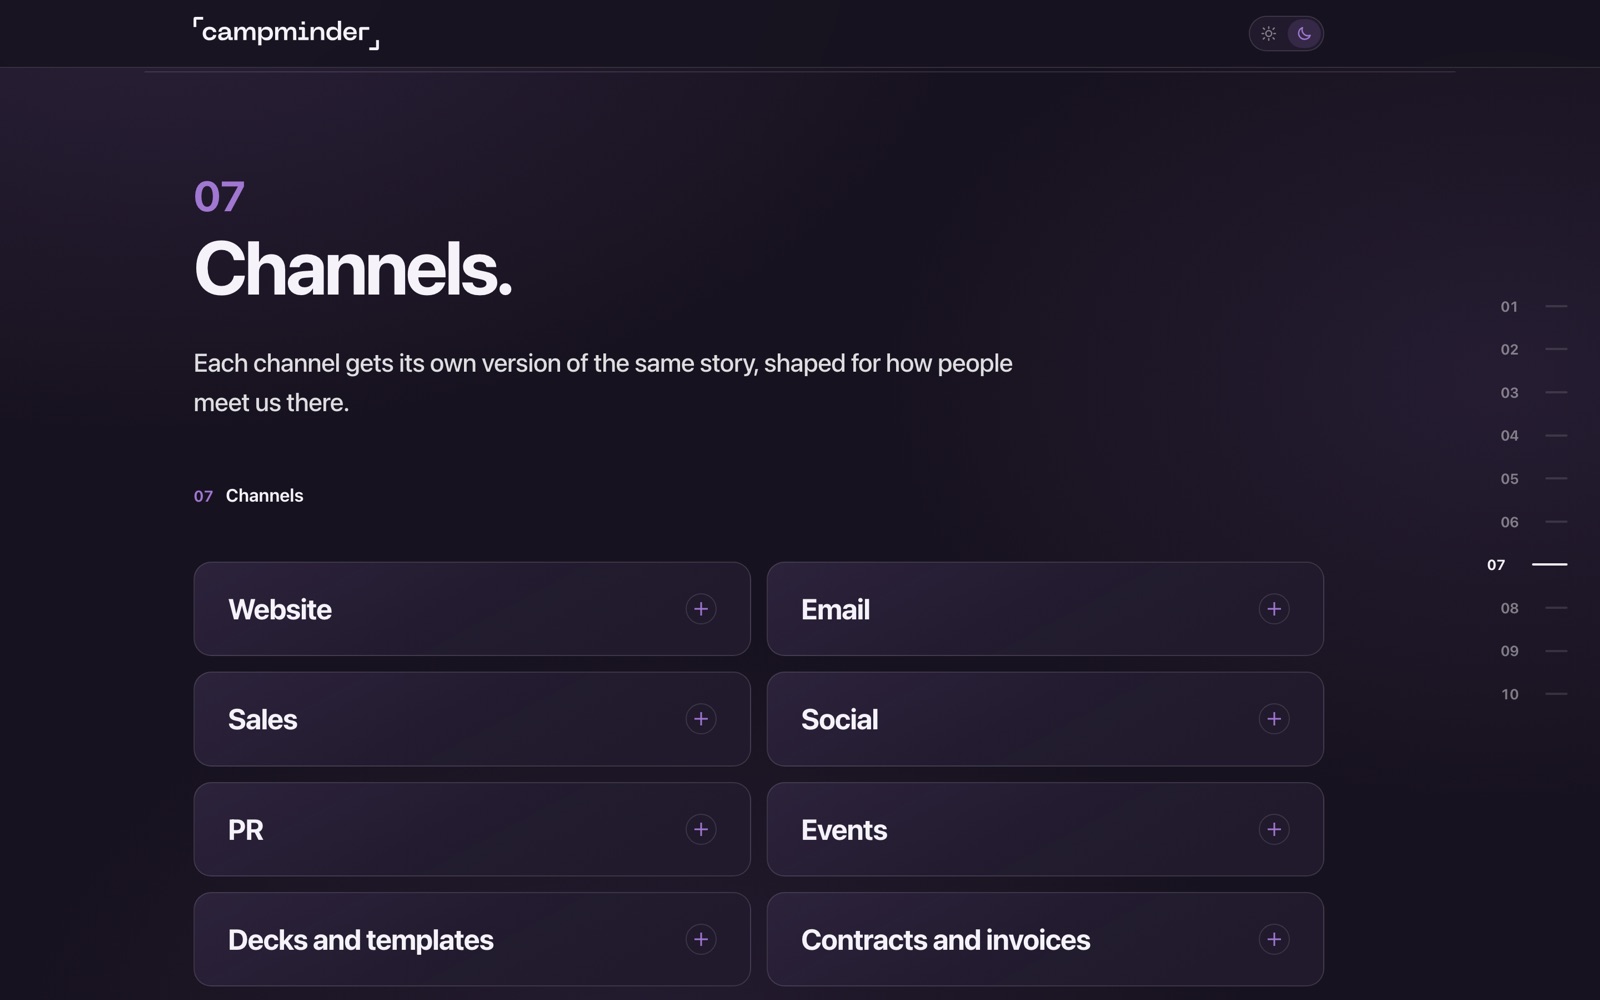 campminder
07
Channels.
Each channel gets its own version of the same story, shaped for how people
meet us there.
07 Channels
Website
Email
Sales
Social
PR
Events
Decks and templates
Contracts and invoices
01
02
03
04
05
06
07
08
09
10